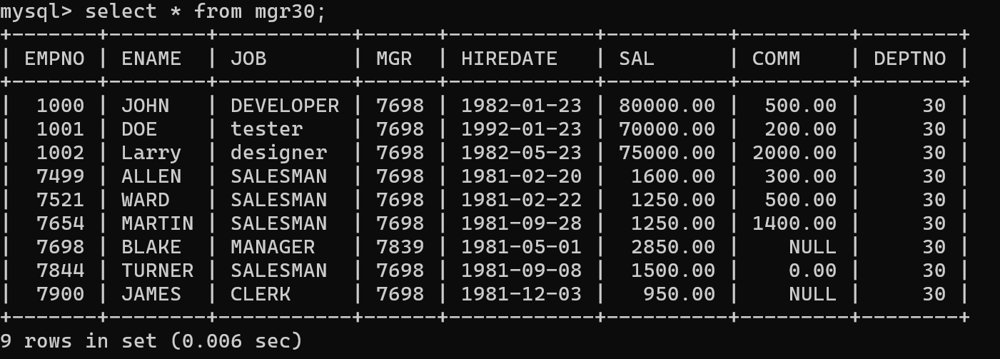 mysql> select * from mgr30;
+-------+--------+-----------+------+------------+----------+---------+--------+
| EMPNO | ENAME  | JOB       | MGR  | HIREDATE   | SAL      | COMM    | DEPTNO |
+-------+--------+-----------+------+------------+----------+---------+--------+
|  1000 | JOHN   | DEVELOPER | 7698 | 1982-01-23 | 80000.00 |  500.00 |     30 |
|  1001 | DOE    | tester    | 7698 | 1992-01-23 | 70000.00 |  200.00 |     30 |
|  1002 | Larry  | designer  | 7698 | 1982-05-23 | 75000.00 | 2000.00 |     30 |
|  7499 | ALLEN  | SALESMAN  | 7698 | 1981-02-20 |  1600.00 |  300.00 |     30 |
|  7521 | WARD   | SALESMAN  | 7698 | 1981-02-22 |  1250.00 |  500.00 |     30 |
|  7654 | MARTIN | SALESMAN  | 7698 | 1981-09-28 |  1250.00 | 1400.00 |     30 |
|  7698 | BLAKE  | MANAGER   | 7839 | 1981-05-01 |  2850.00 |    NULL |     30 |
|  7844 | TURNER | SALESMAN  | 7698 | 1981-09-08 |  1500.00 |    0.00 |     30 |
|  7900 | JAMES  | CLERK     | 7698 | 1981-12-03 |   950.00 |    NULL |     30 |
+-------+--------+-----------+------+------------+----------+---------+--------+
9 rows in set (0.006 sec)